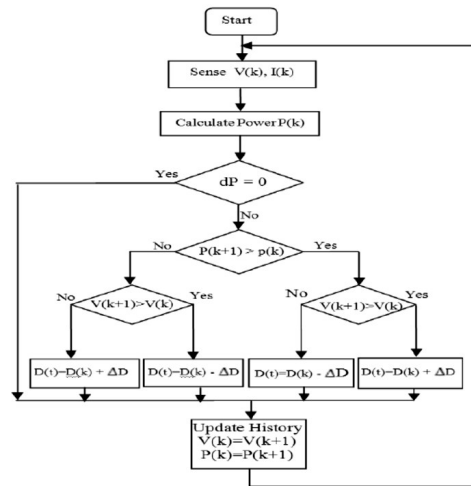 Start
Sense V(k), I(k)
Calculate Power P(k)
Yes
dP = 0
No
No
P(k+1) > p(k)
Yes
No
V(k+1)>V(k)
Yes
No
V(k+1)>=V(k)
Yes
D(t)=D(k) + ΔD
D(t)=D(k) - ΔD
D(t)=D(k) - ΔD
D(t)=D(k) + ΔD
Update History
V(k)=V(k+1)
P(k)=P(k+1)